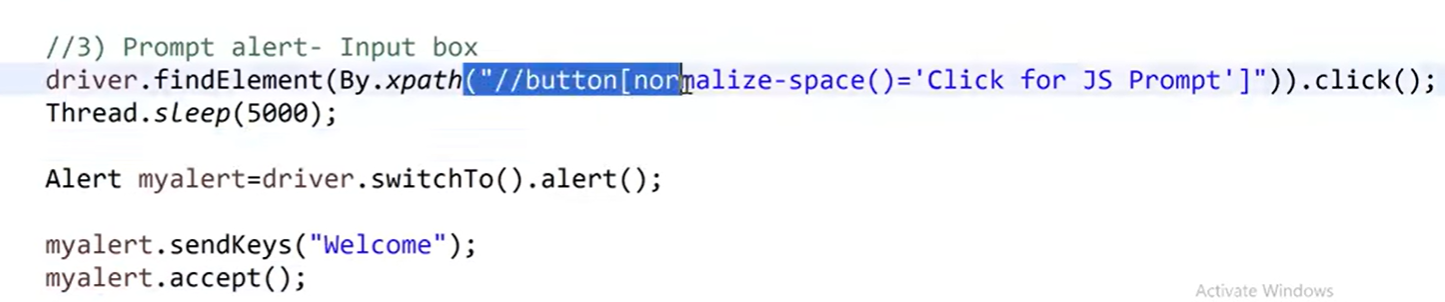 //3) Prompt alert- Input box
driver.findElement(By.xpath("//button[normalize-space()='Click for JS Prompt']")).click();
Thread.sleep(5000);
Alert myalert=driver.switchTo().alert();
myalert.sendKeys("Welcome");
myalert.accept();
Activate Windows